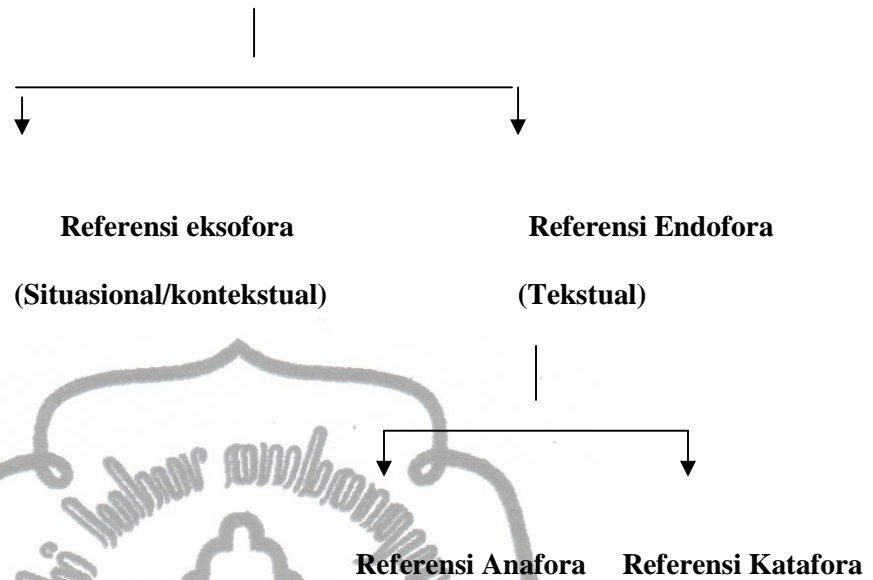 Referensi eksofora Referensi Endofora
(Situasional/kontekstual) (Tekstual)
Referensi Anafora Referensi Katafora